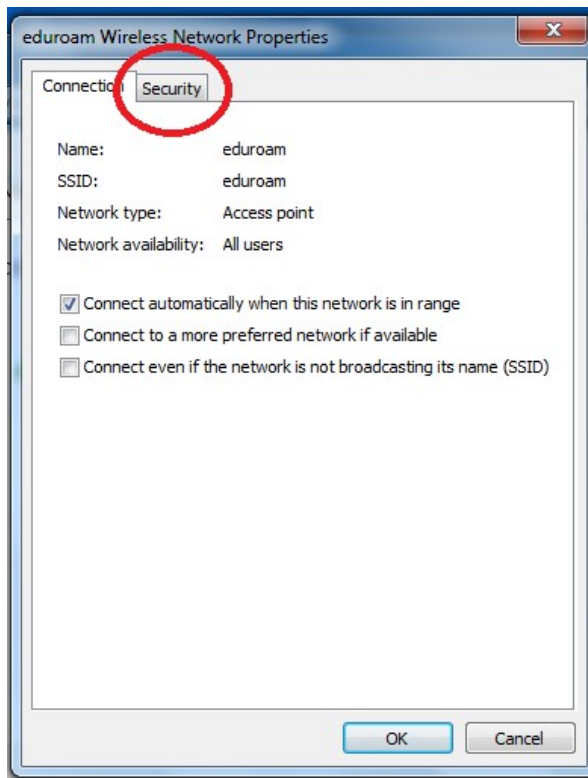 eduroam Wireless Network Properties
Connection Security
Name: eduroam
SSID: eduroam
Network type: Access point
Network availability: All users
Connect automatically when this network is in range
Connect to a more preferred network if available
Connect even if the network is not broadcasting its name (SSID)
OK Cancel